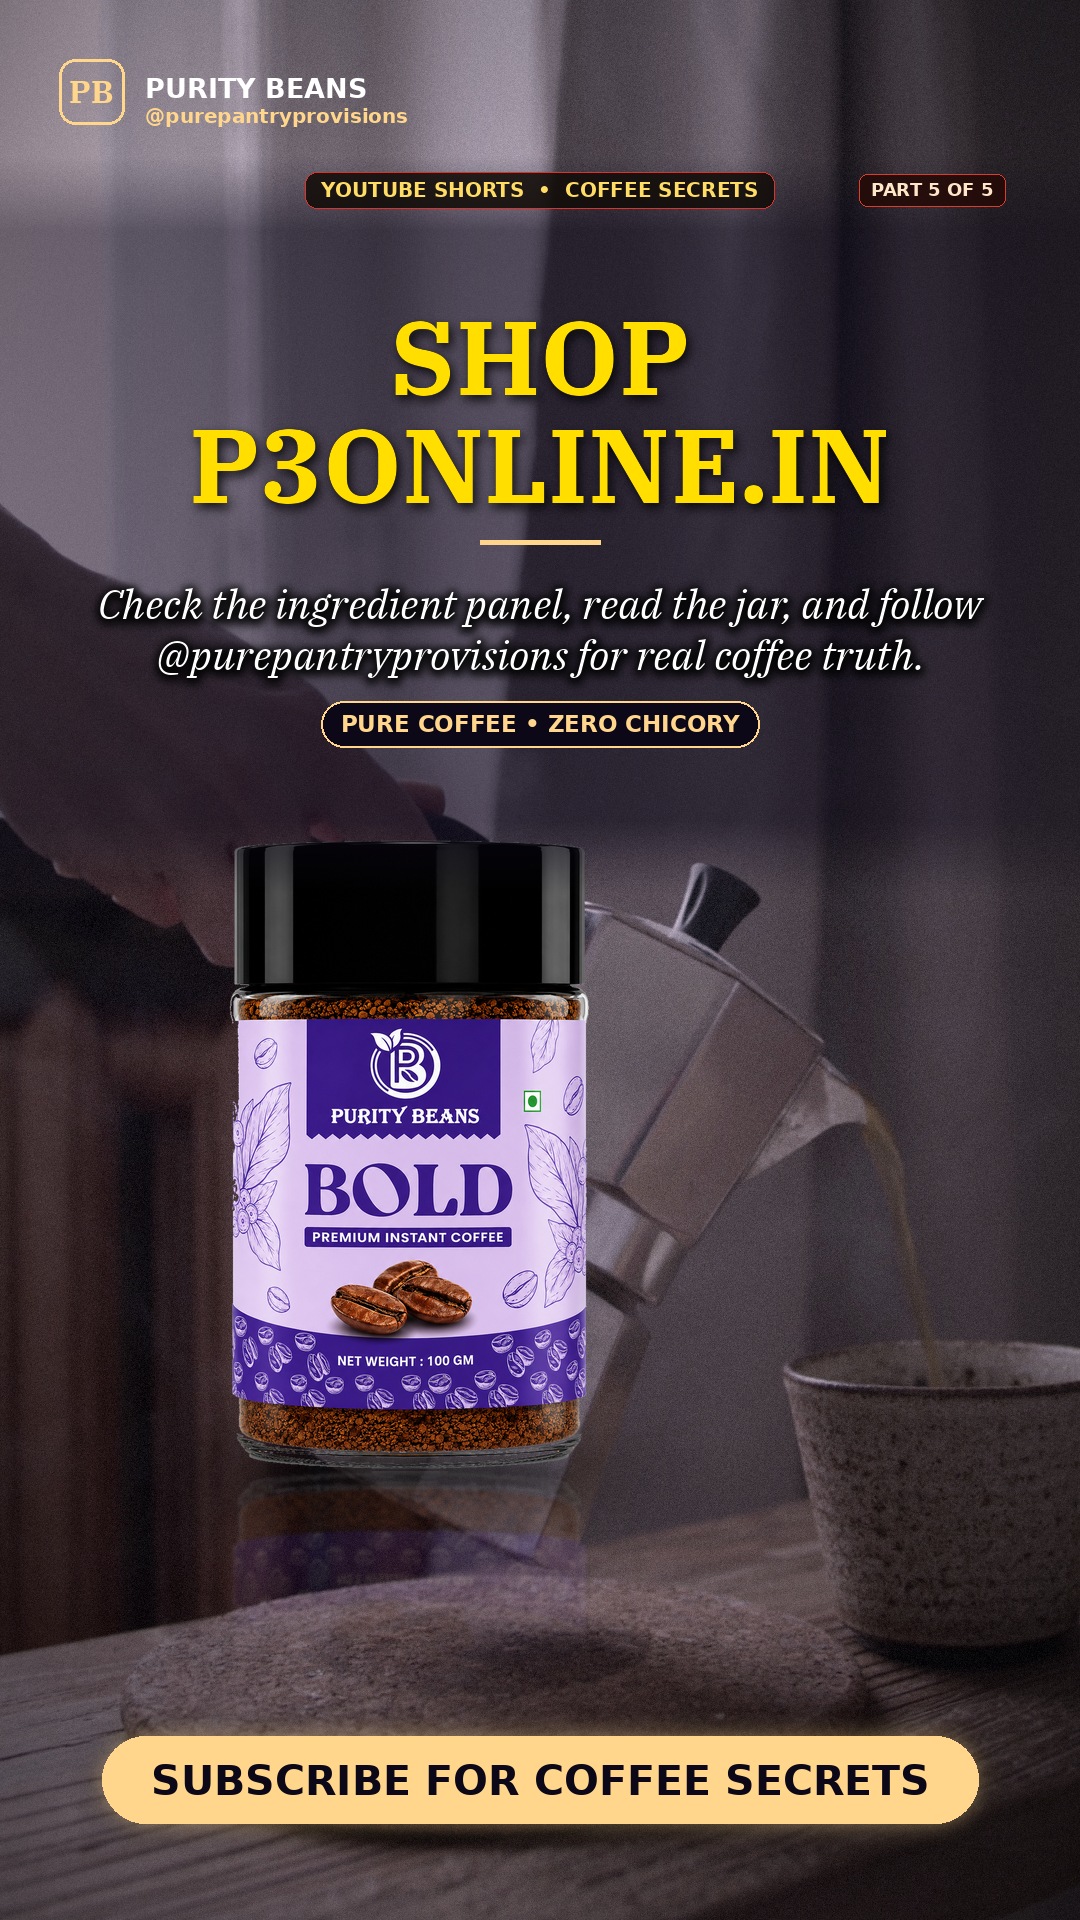 PB
PURITY BEANS
@purepantryprovisions
YOUTUBE SHORTS • COFFEE SECRETS
PART 5 OF 5
SHOP
P3ONLINE.IN
Check the ingredient panel, read the jar, and follow
@purepantryprovisions for real coffee truth.
PURE COFFEE • ZERO CHICORY
PURITY BEANS
BOLD
PREMIUM INSTANT COFFEE
NET WEIGHT : 100 GM
SUBSCRIBE FOR COFFEE SECRETS